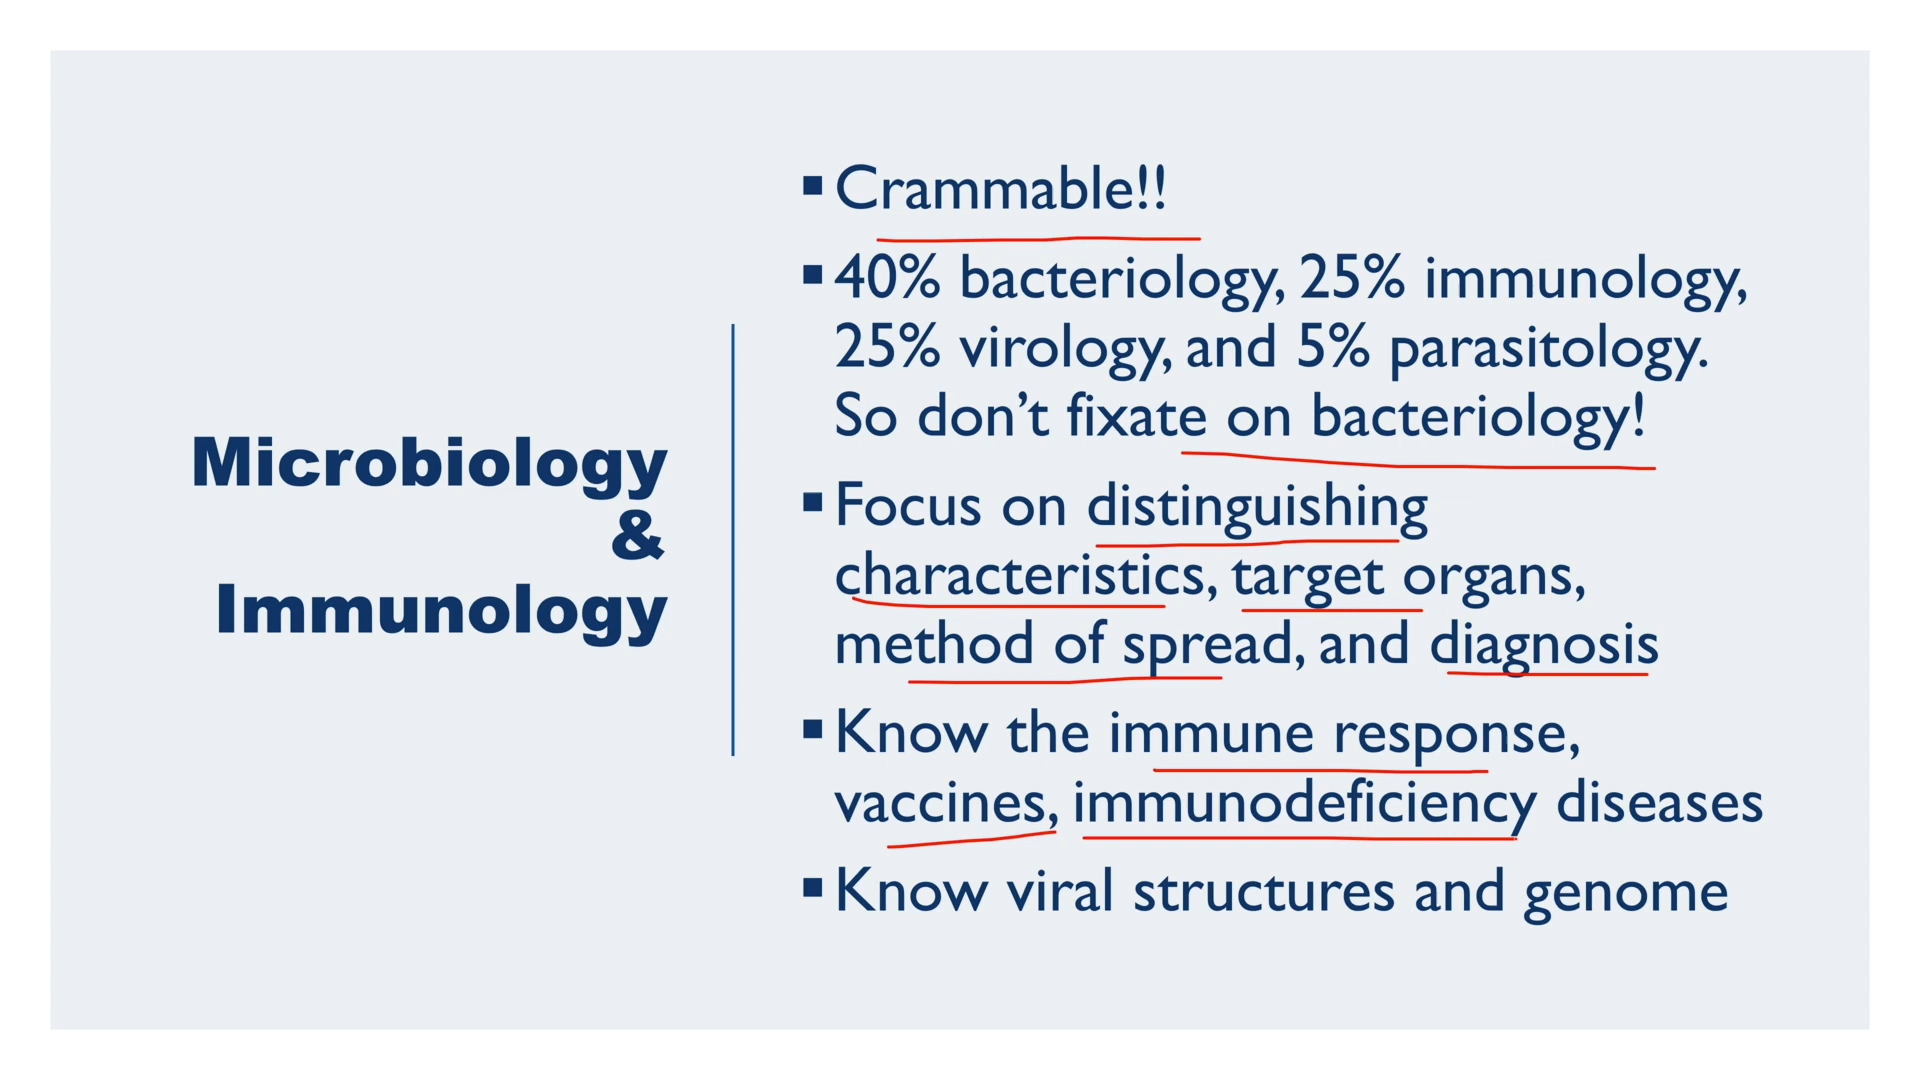 Microbiology
&
Immunology
▪ Crammable!!
▪ 40% bacteriology, 25% immunology,
25% virology, and 5% parasitology.
So don’t fixate on bacteriology!
▪ Focus on distinguishing
characteristics, target organs,
method of spread, and diagnosis
▪ Know the immune response,
vaccines, immunodeficiency diseases
▪ Know viral structures and genome